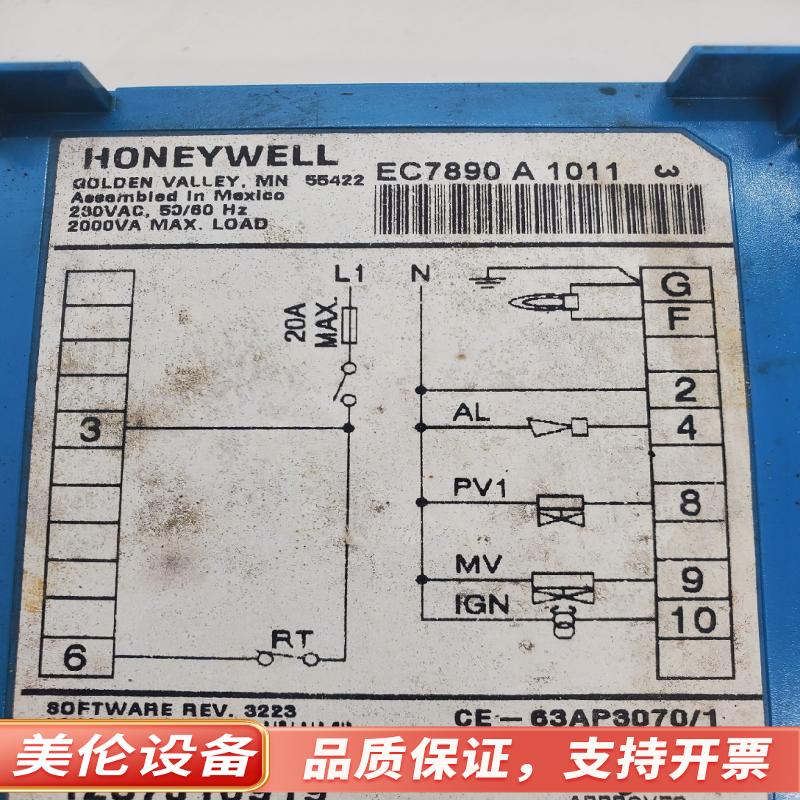 HONEYWELL
GOLDEN VALLEY, MN 55422
Assembled in Mexico
230VAC, 50/60 Hz
2000VA MAX. LOAD
EC7890 A 1011 3
L1
N
20A
MAX.
G
F
2
AL
4
3
PV1
8
MV
9
IGN
10
RT
6
SOFTWARE REV. 3223
CE-63AP3070/1
美伦设备
品质保证，支持开票